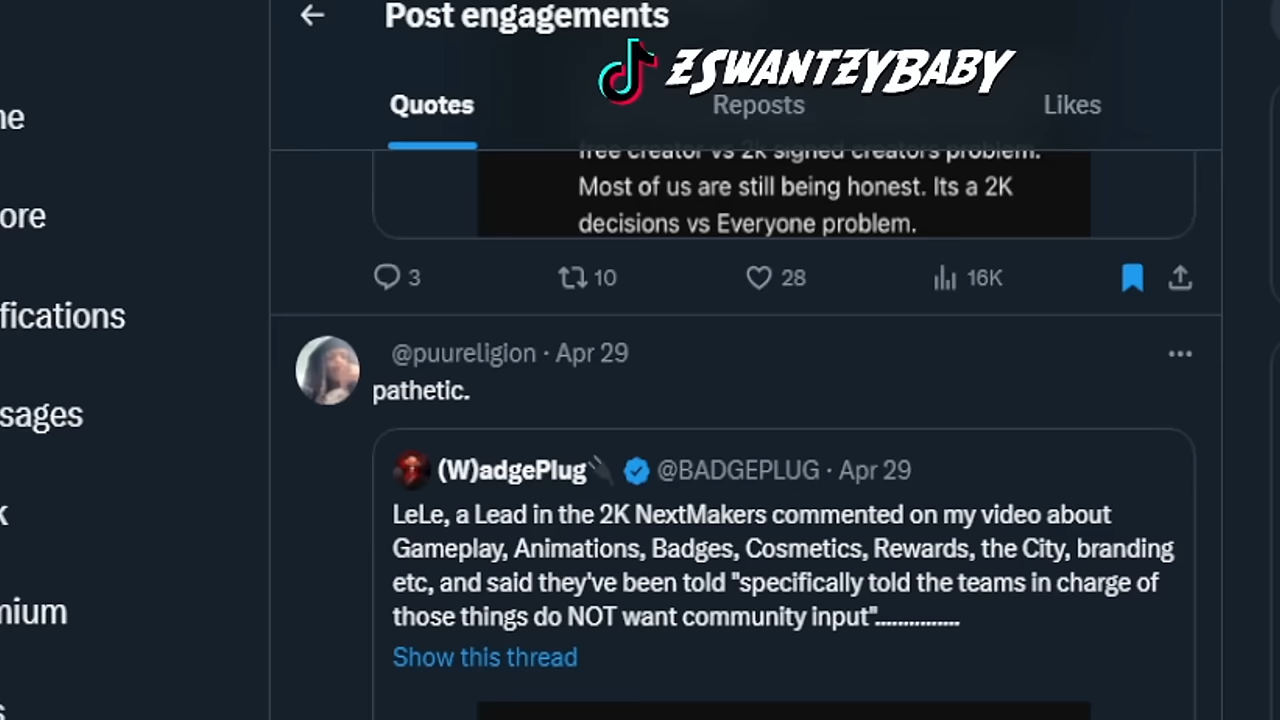 Post engagements
ZSWANTZYBABY
Quotes
Reposts
Likes
ne
ore
fications
sages
k
mium
s
free creator vs 2k signed creators problem.
Most of us are still being honest. Its a 2K
decisions vs Everyone problem.
3
10
28
16K
@puureligion · Apr 29
pathetic.
(W)adgePlug @BADGEPLUG · Apr 29
LeLe, a Lead in the 2K NextMakers commented on my video about
Gameplay, Animations, Badges, Cosmetics, Rewards, the City, branding
etc, and said they've been told "specifically told the teams in charge of
those things do NOT want community input"...............
Show this thread